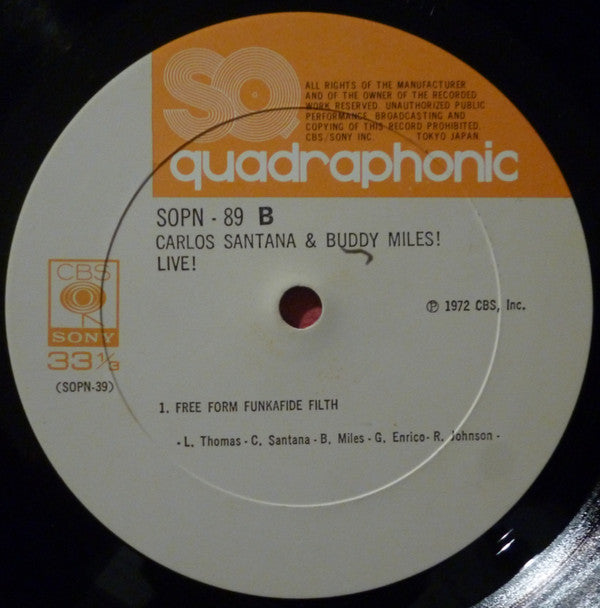 SQ
ALL RIGHTS OF THE MANUFACTURER
AND OF THE OWNER OF THE RECORDED
WORK RESERVED. UNAUTHORIZED PUBLIC
PERFORMANCE, BROADCASTING AND
COPYING OF THIS RECORD PROHIBITED.
CBS/SONY INC. TOKYO JAPAN
quadraphonic
SOPN - 89 B
CARLOS SANTANA & BUDDY MILES!
LIVE!
CBS
SONY
33 1/3
(SOPN-39)
℗ 1972 CBS, Inc.
1. FREE FORM FUNKAFIDE FILTH
- L. Thomas - C. Santana - B. Miles - G. Enrico - R. Johnson -